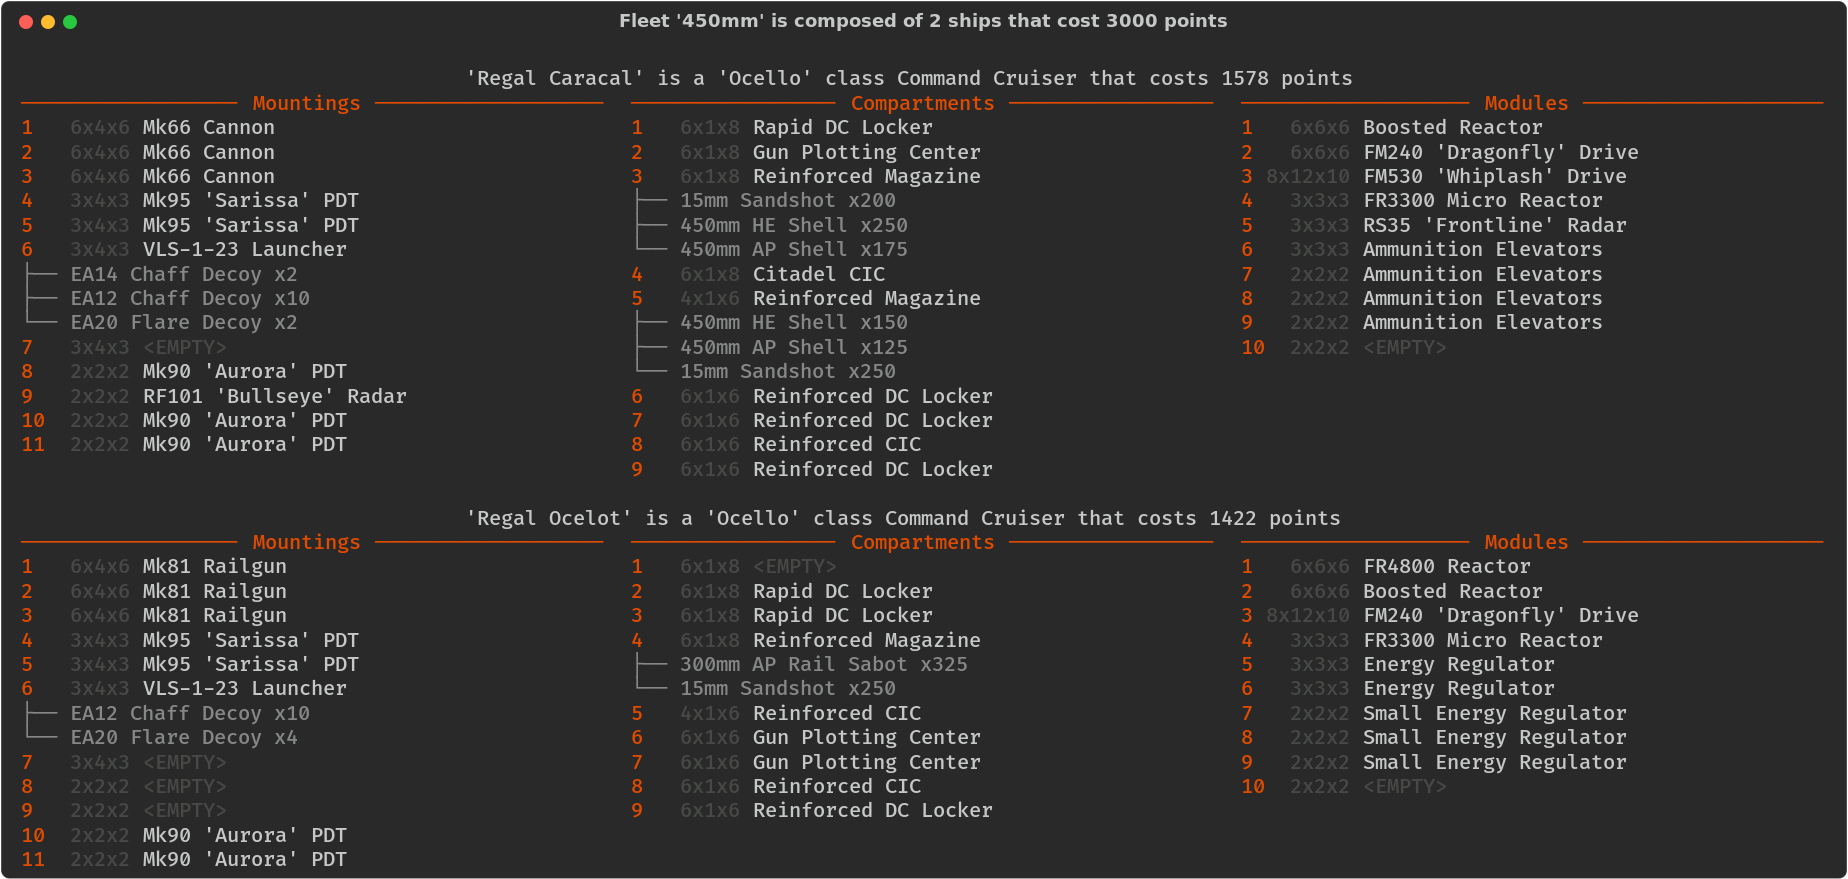 Fleet '450mm' is composed of 2 ships that cost 3000 points
'Regal Caracal' is a 'Ocello' class Command Cruiser that costs 1578 points
Mountings
1 6x4x6 Mk66 Cannon
2 6x4x6 Mk66 Cannon
3 6x4x6 Mk66 Cannon
4 3x4x3 Mk95 'Sarissa' PDT
5 3x4x3 Mk95 'Sarissa' PDT
6 3x4x3 VLS-1-23 Launcher
EA14 Chaff Decoy x2
EA12 Chaff Decoy x10
EA20 Flare Decoy x2
7 3x4x3 <EMPTY>
8 2x2x2 Mk90 'Aurora' PDT
9 2x2x2 RF101 'Bullseye' Radar
10 2x2x2 Mk90 'Aurora' PDT
11 2x2x2 Mk90 'Aurora' PDT
Compartments
1 6x1x8 Rapid DC Locker
2 6x1x8 Gun Plotting Center
3 6x1x8 Reinforced Magazine
15mm Sandshot x200
450mm HE Shell x250
450mm AP Shell x175
4 6x1x8 Citadel CIC
5 4x1x6 Reinforced Magazine
450mm HE Shell x150
450mm AP Shell x125
15mm Sandshot x250
6 6x1x6 Reinforced DC Locker
7 6x1x6 Reinforced DC Locker
8 6x1x6 Reinforced CIC
9 6x1x6 Reinforced DC Locker
Modules
1 6x6x6 Boosted Reactor
2 6x6x6 FM240 'Dragonfly' Drive
3 8x12x10 FM530 'Whiplash' Drive
4 3x3x3 FR3300 Micro Reactor
5 3x3x3 RS35 'Frontline' Radar
6 3x3x3 Ammunition Elevators
7 2x2x2 Ammunition Elevators
8 2x2x2 Ammunition Elevators
9 2x2x2 Ammunition Elevators
10 2x2x2 <EMPTY>
'Regal Ocelot' is a 'Ocello' class Command Cruiser that costs 1422 points
Mountings
1 6x4x6 Mk81 Railgun
2 6x4x6 Mk81 Railgun
3 6x4x6 Mk81 Railgun
4 3x4x3 Mk95 'Sarissa' PDT
5 3x4x3 Mk95 'Sarissa' PDT
6 3x4x3 VLS-1-23 Launcher
EA12 Chaff Decoy x10
EA20 Flare Decoy x4
7 3x4x3 <EMPTY>
8 2x2x2 <EMPTY>
9 2x2x2 <EMPTY>
10 2x2x2 Mk90 'Aurora' PDT
11 2x2x2 Mk90 'Aurora' PDT
Compartments
1 6x1x8 <EMPTY>
2 6x1x8 Rapid DC Locker
3 6x1x8 Rapid DC Locker
4 6x1x8 Reinforced Magazine
300mm AP Rail Sabot x325
15mm Sandshot x250
5 4x1x6 Reinforced CIC
6 6x1x6 Gun Plotting Center
7 6x1x6 Gun Plotting Center
8 6x1x6 Reinforced CIC
9 6x1x6 Reinforced DC Locker
Modules
1 6x6x6 FR4800 Reactor
2 6x6x6 Boosted Reactor
3 8x12x10 FM240 'Dragonfly' Drive
4 3x3x3 FR3300 Micro Reactor
5 3x3x3 Energy Regulator
6 3x3x3 Energy Regulator
7 2x2x2 Small Energy Regulator
8 2x2x2 Small Energy Regulator
9 2x2x2 Small Energy Regulator
10 2x2x2 <EMPTY>